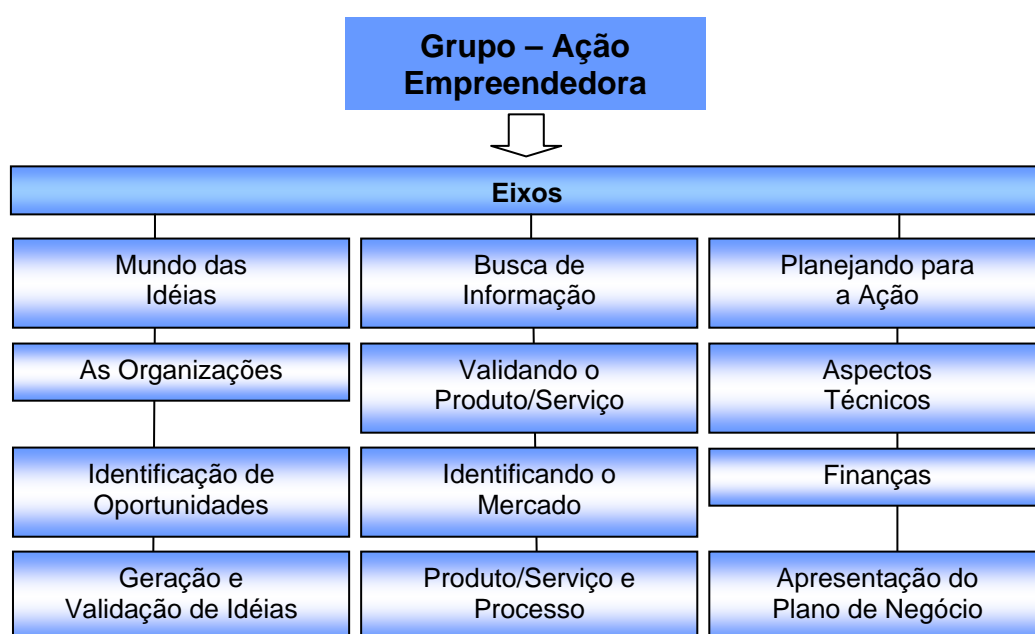 Grupo – Ação
Empreendedora
Eixos
Mundo das
Idéias
As Organizações
Identificação de
Oportunidades
Geração e
Validação de Idéias
Busca de
Informação
Validando o
Produto/Serviço
Identificando o
Mercado
Produto/Serviço e
Processo
Planejando para
a Ação
Aspectos
Técnicos
Finanças
Apresentação do
Plano de Negócio